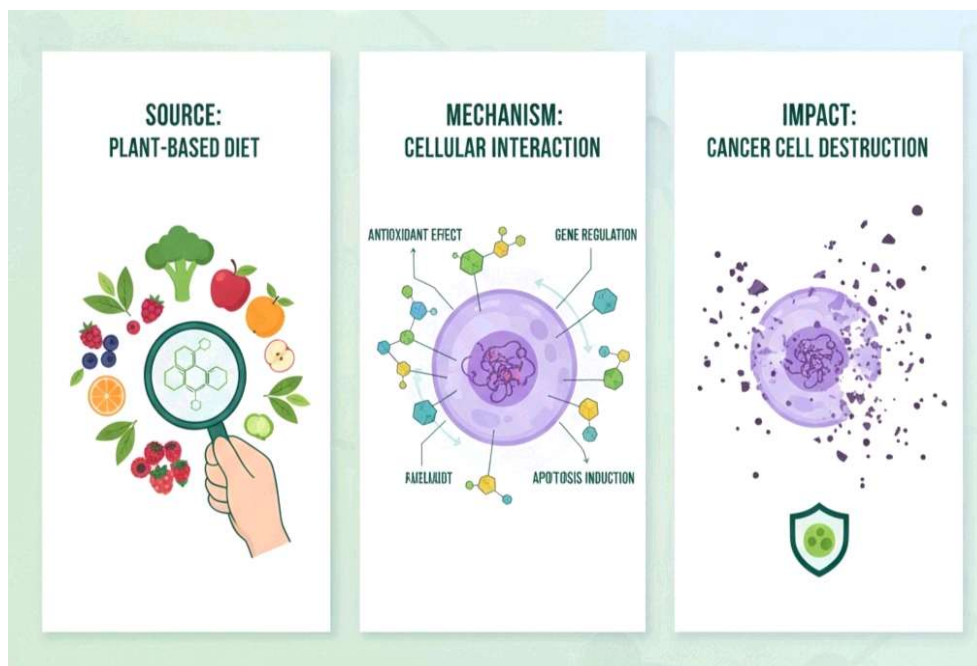 SOURCE:
PLANT-BASED DIET
MECHANISM:
CELLULAR INTERACTION
ANTIOXIDANT EFFECT
GENE REGULATION
APOTOSIS INDUCTION
IMPACT:
CANCER CELL DESTRUCTION